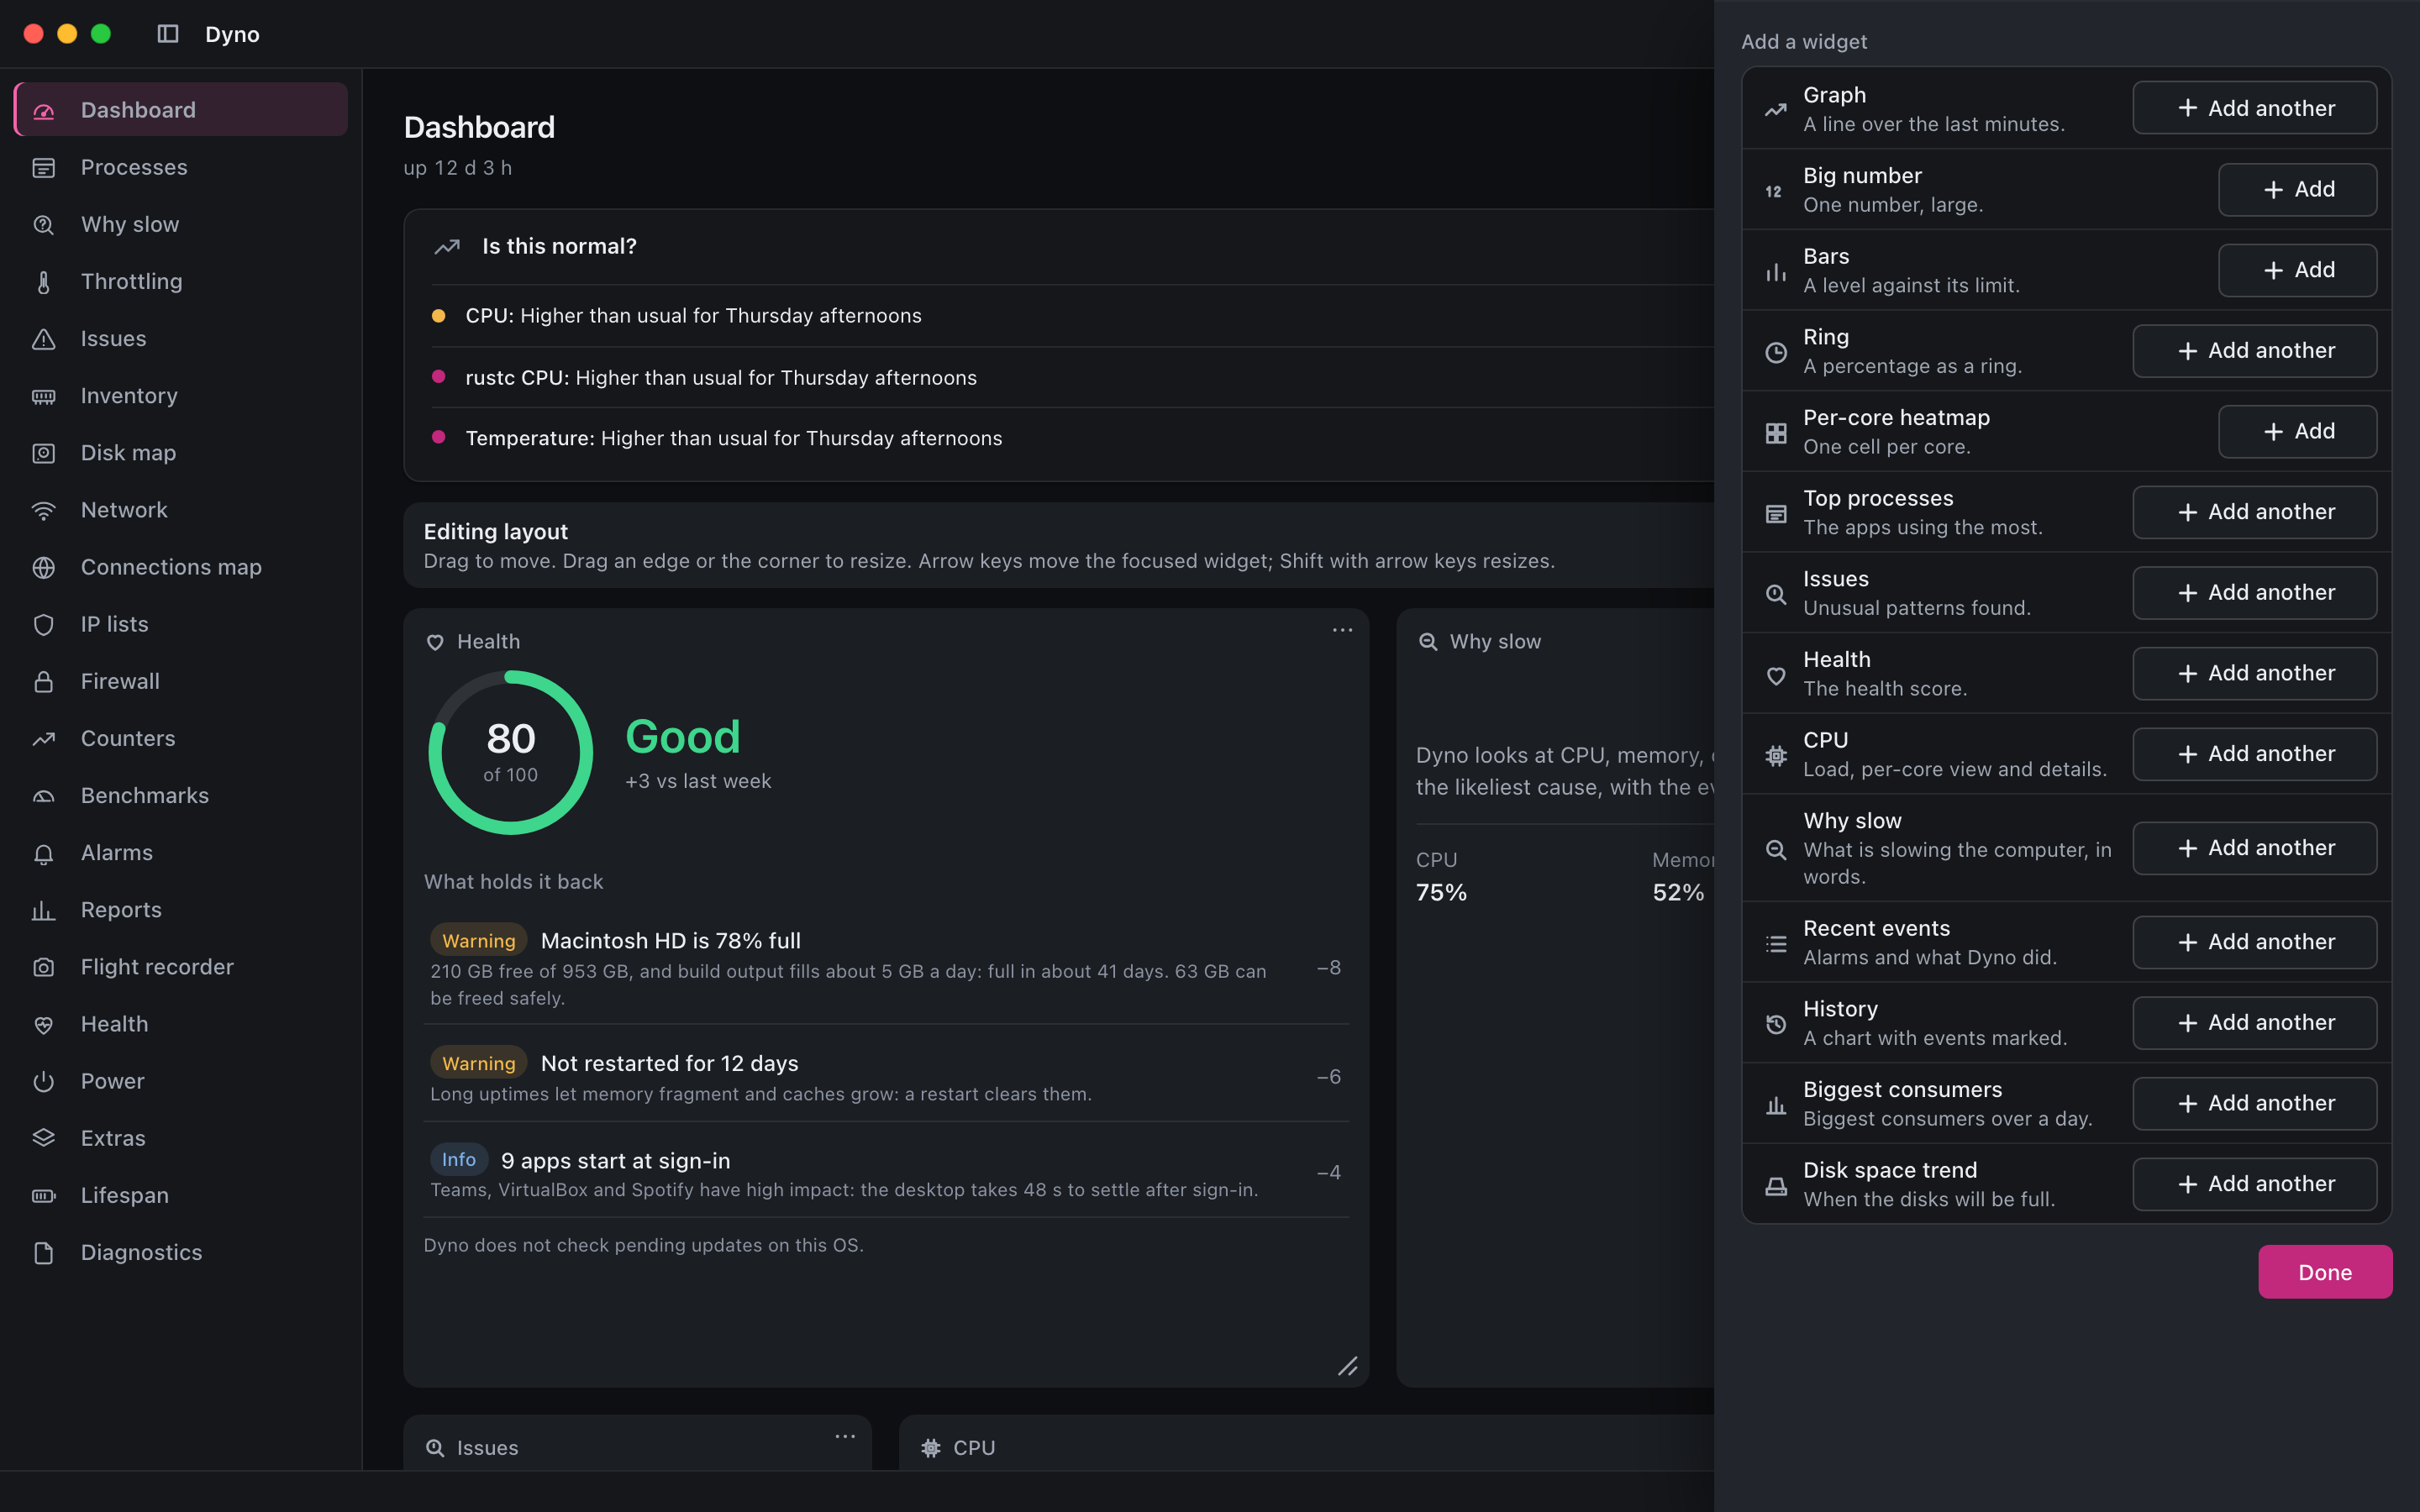 Dyno
Dashboard
Processes
Why slow
Throttling
Issues
Inventory
Disk map
Network
Connections map
IP lists
Firewall
Counters
Benchmarks
Alarms
Reports
Flight recorder
Health
Power
Extras
Lifespan
Diagnostics
Dashboard
up 12 d 3 h
Is this normal?
CPU: Higher than usual for Thursday afternoons
rustc CPU: Higher than usual for Thursday afternoons
Temperature: Higher than usual for Thursday afternoons
Editing layout
Drag to move. Drag an edge or the corner to resize. Arrow keys move the focused widget; Shift with arrow keys resizes.
Health
80
of 100
Good
+3 vs last week
What holds it back
Warning Macintosh HD is 78% full
210 GB free of 953 GB, and build output fills about 5 GB a day: full in about 41 days. 63 GB can
be freed safely.
−8
Warning Not restarted for 12 days
Long uptimes let memory fragment and caches grow: a restart clears them.
−6
Info 9 apps start at sign-in
Teams, VirtualBox and Spotify have high impact: the desktop takes 48 s to settle after sign-in.
−4
Dyno does not check pending updates on this OS.
Why slow
Dyno looks at CPU, memory,
the likeliest cause, with the
CPU
75%
52%
Issues
CPU
Add a widget
Graph
A line over the last minutes.
Add another
12
Big number
One number, large.
Add
Bars
A level against its limit.
Add
Ring
A percentage as a ring.
Add another
Per-core heatmap
One cell per core.
Add
Top processes
The apps using the most.
Add another
Issues
Unusual patterns found.
Add another
Health
The health score.
Add another
CPU
Load, per-core view and details.
Add another
Why slow
What is slowing the computer, in
words.
Add another
Recent events
Alarms and what Dyno did.
Add another
History
A chart with events marked.
Add another
Biggest consumers
Biggest consumers over a day.
Add another
Disk space trend
When the disks will be full.
Add another
Done